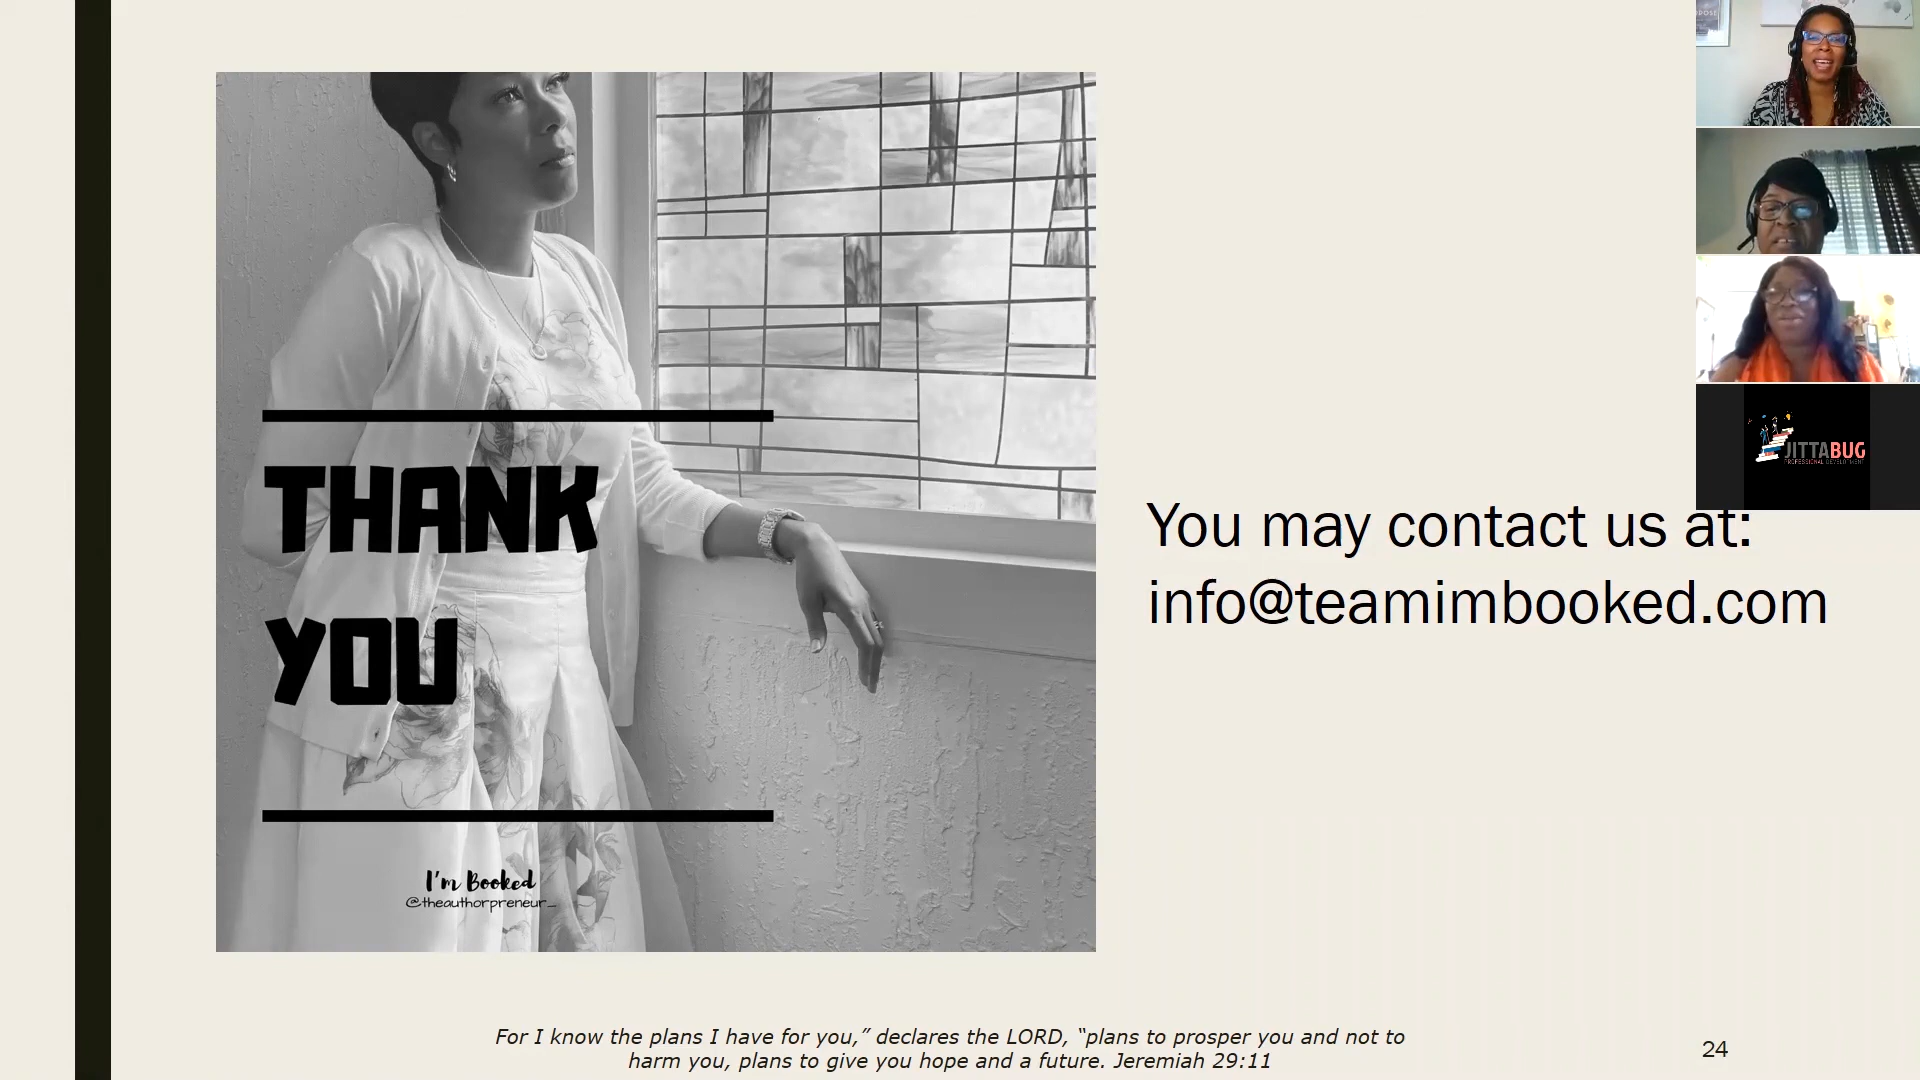 THANK
YOU
I'm Booked
@theauthorpreneur_
You may contact us at:
info@teamimbooked.com
For I know the plans I have for you,” declares the LORD, “plans to prosper you and not to
harm you, plans to give you hope and a future. Jeremiah 29:11
24
JITTABUG
PROFESSIONAL DEVELOPMENT